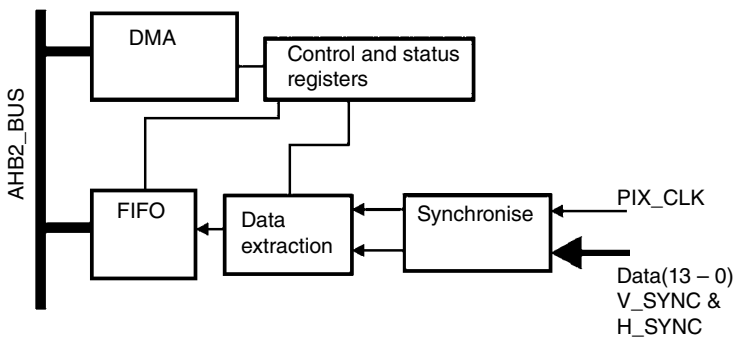 AHB2_BUS
DMA
Control and status
registers
FIFO
Data
extraction
Synchronise
PIX_CLK
Data(13 – 0)
V_SYNC &
H_SYNC